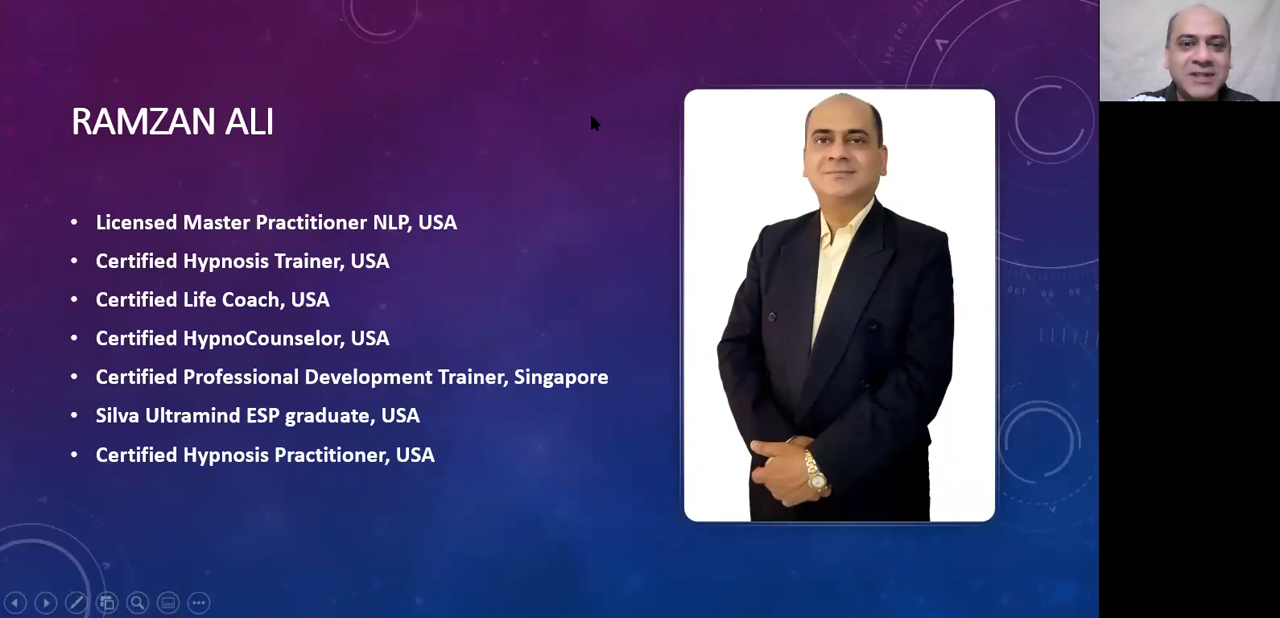 RAMZAN ALI
• Licensed Master Practitioner NLP, USA
• Certified Hypnosis Trainer, USA
• Certified Life Coach, USA
• Certified HypnoCounselor, USA
• Certified Professional Development Trainer, Singapore
• Silva Ultramind ESP graduate, USA
• Certified Hypnosis Practitioner, USA